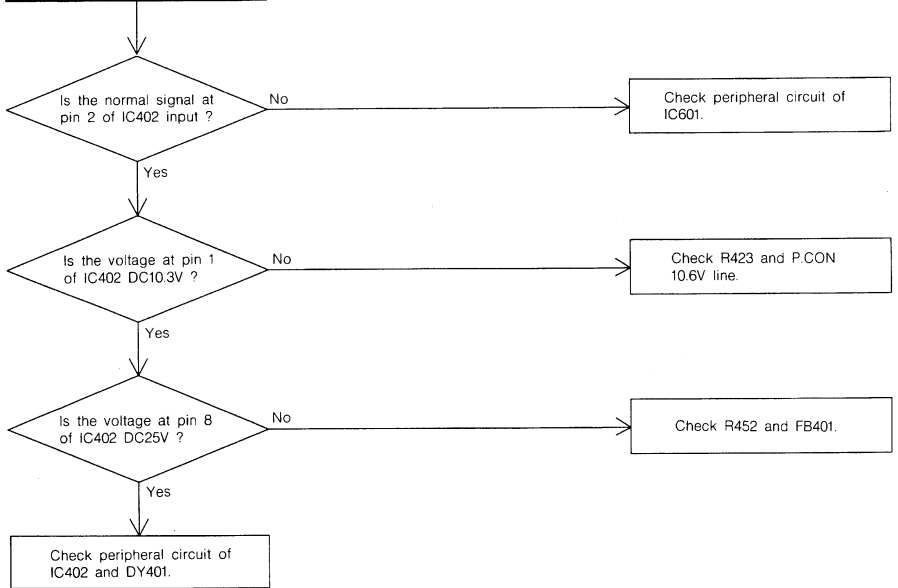 Is the normal signal at
pin 2 of IC402 input ?
No
Check peripheral circuit of
IC601.
Yes
Is the voltage at pin 1
of IC402 DC10.3V ?
No
Check R423 and P.CON
10.6V line.
Yes
Is the voltage at pin 8
of IC402 DC25V ?
No
Check R452 and FB401.
Yes
Check peripheral circuit of
IC402 and DY401.